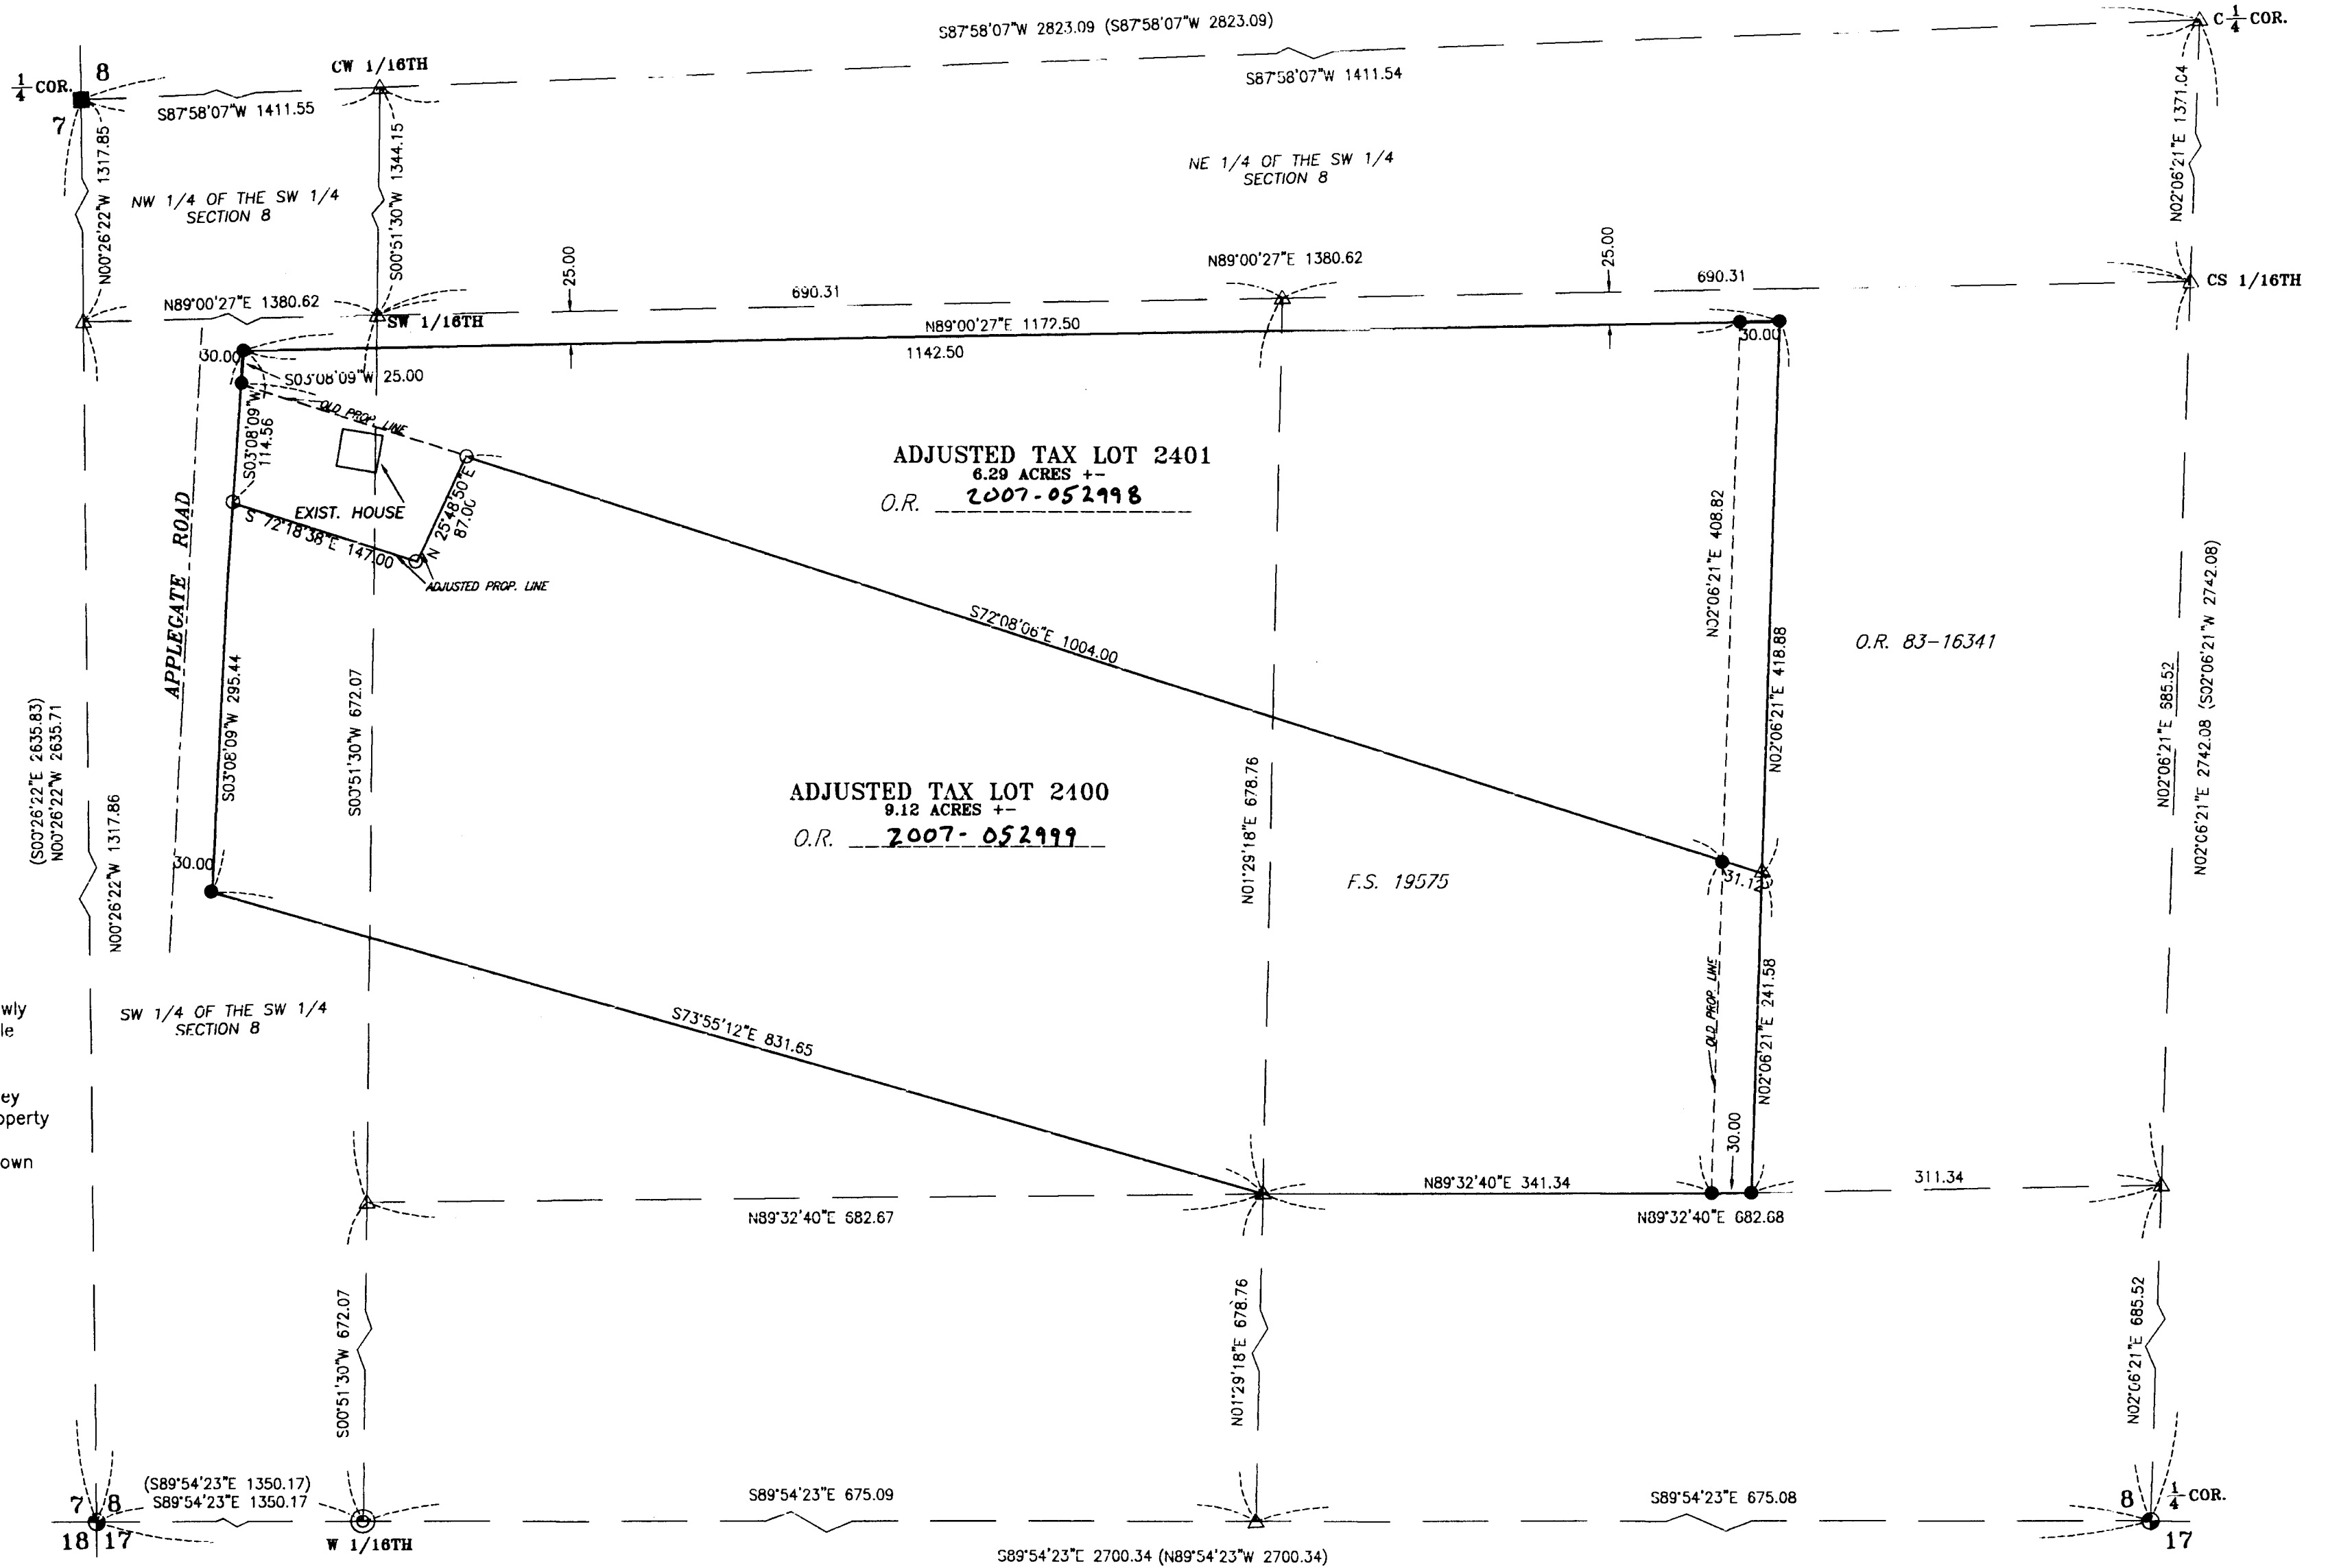 S87°58'07"W 2823.09 (S87°58'07"W 2823.09)
C 1/4 COR.
1/4 COR.
8
7
CW 1/16TH
S87°58'07"W 1411.55
S87°58'07"W 1411.54
N00°26'22"W 1317.85
S00°51'30"W 1344.15
N02°06'21"E 1371.04
NW 1/4 OF THE SW 1/4
SECTION 8
NE 1/4 OF THE SW 1/4
SECTION 8
N89°00'27"E 1380.62
SW 1/16TH
25.00
690.31
N89°00'27"E 1380.62
25.00
690.31
CS 1/16TH
N89°00'27"E 1172.50
1142.50
30.00
30.00
S03°08'09"W 25.00
S03°08'09"W
114.56
OLD PROP. LINE
EXIST. HOUSE
N 25°48'50"E
87.00
S 72°18'38"E 147.00
ADJUSTED PROP. LINE
APPLEGATE ROAD
ADJUSTED TAX LOT 2401
6.29 ACRES +-
O.R. 2007-052998
S72°08'06"E 1004.00
N02°06'21"E 408.82
N02°06'21"E 418.88
O.R. 83-16341
N02°06'21"E 685.52
N02°06'21"E 2742.08 (S02°06'21"W 2742.08)
(S00°26'22"E 2635.83)
N00°26'22"W 2635.71
N00°26'22"W 1317.86
S03°08'09"W 295.44
S00°51'30"W 672.07
30.00
ADJUSTED TAX LOT 2400
9.12 ACRES +-
O.R. 2007-052999
N01°29'18"E 678.76
F.S. 19575
31.12
OLD PROP. LINE
N02°06'21"E 241.58
wly
le
ey
operty
own
SW 1/4 OF THE SW 1/4
SECTION 8
S73°55'12"E 831.65
30.00
N89°32'40"E 341.34
311.34
N89°32'40"E 682.67
N89°32'40"E 682.68
S00°51'30"W 672.07
N01°29'18"E 678.76
N02°06'21"E 685.52
(S89°54'23"E 1350.17)
S89°54'23"E 1350.17
7 8
18 17
W 1/16TH
S89°54'23"E 675.09
S89°54'23"E 675.08
8 1/4 COR.
17
S89°54'23"E 2700.34 (N89°54'23"W 2700.34)